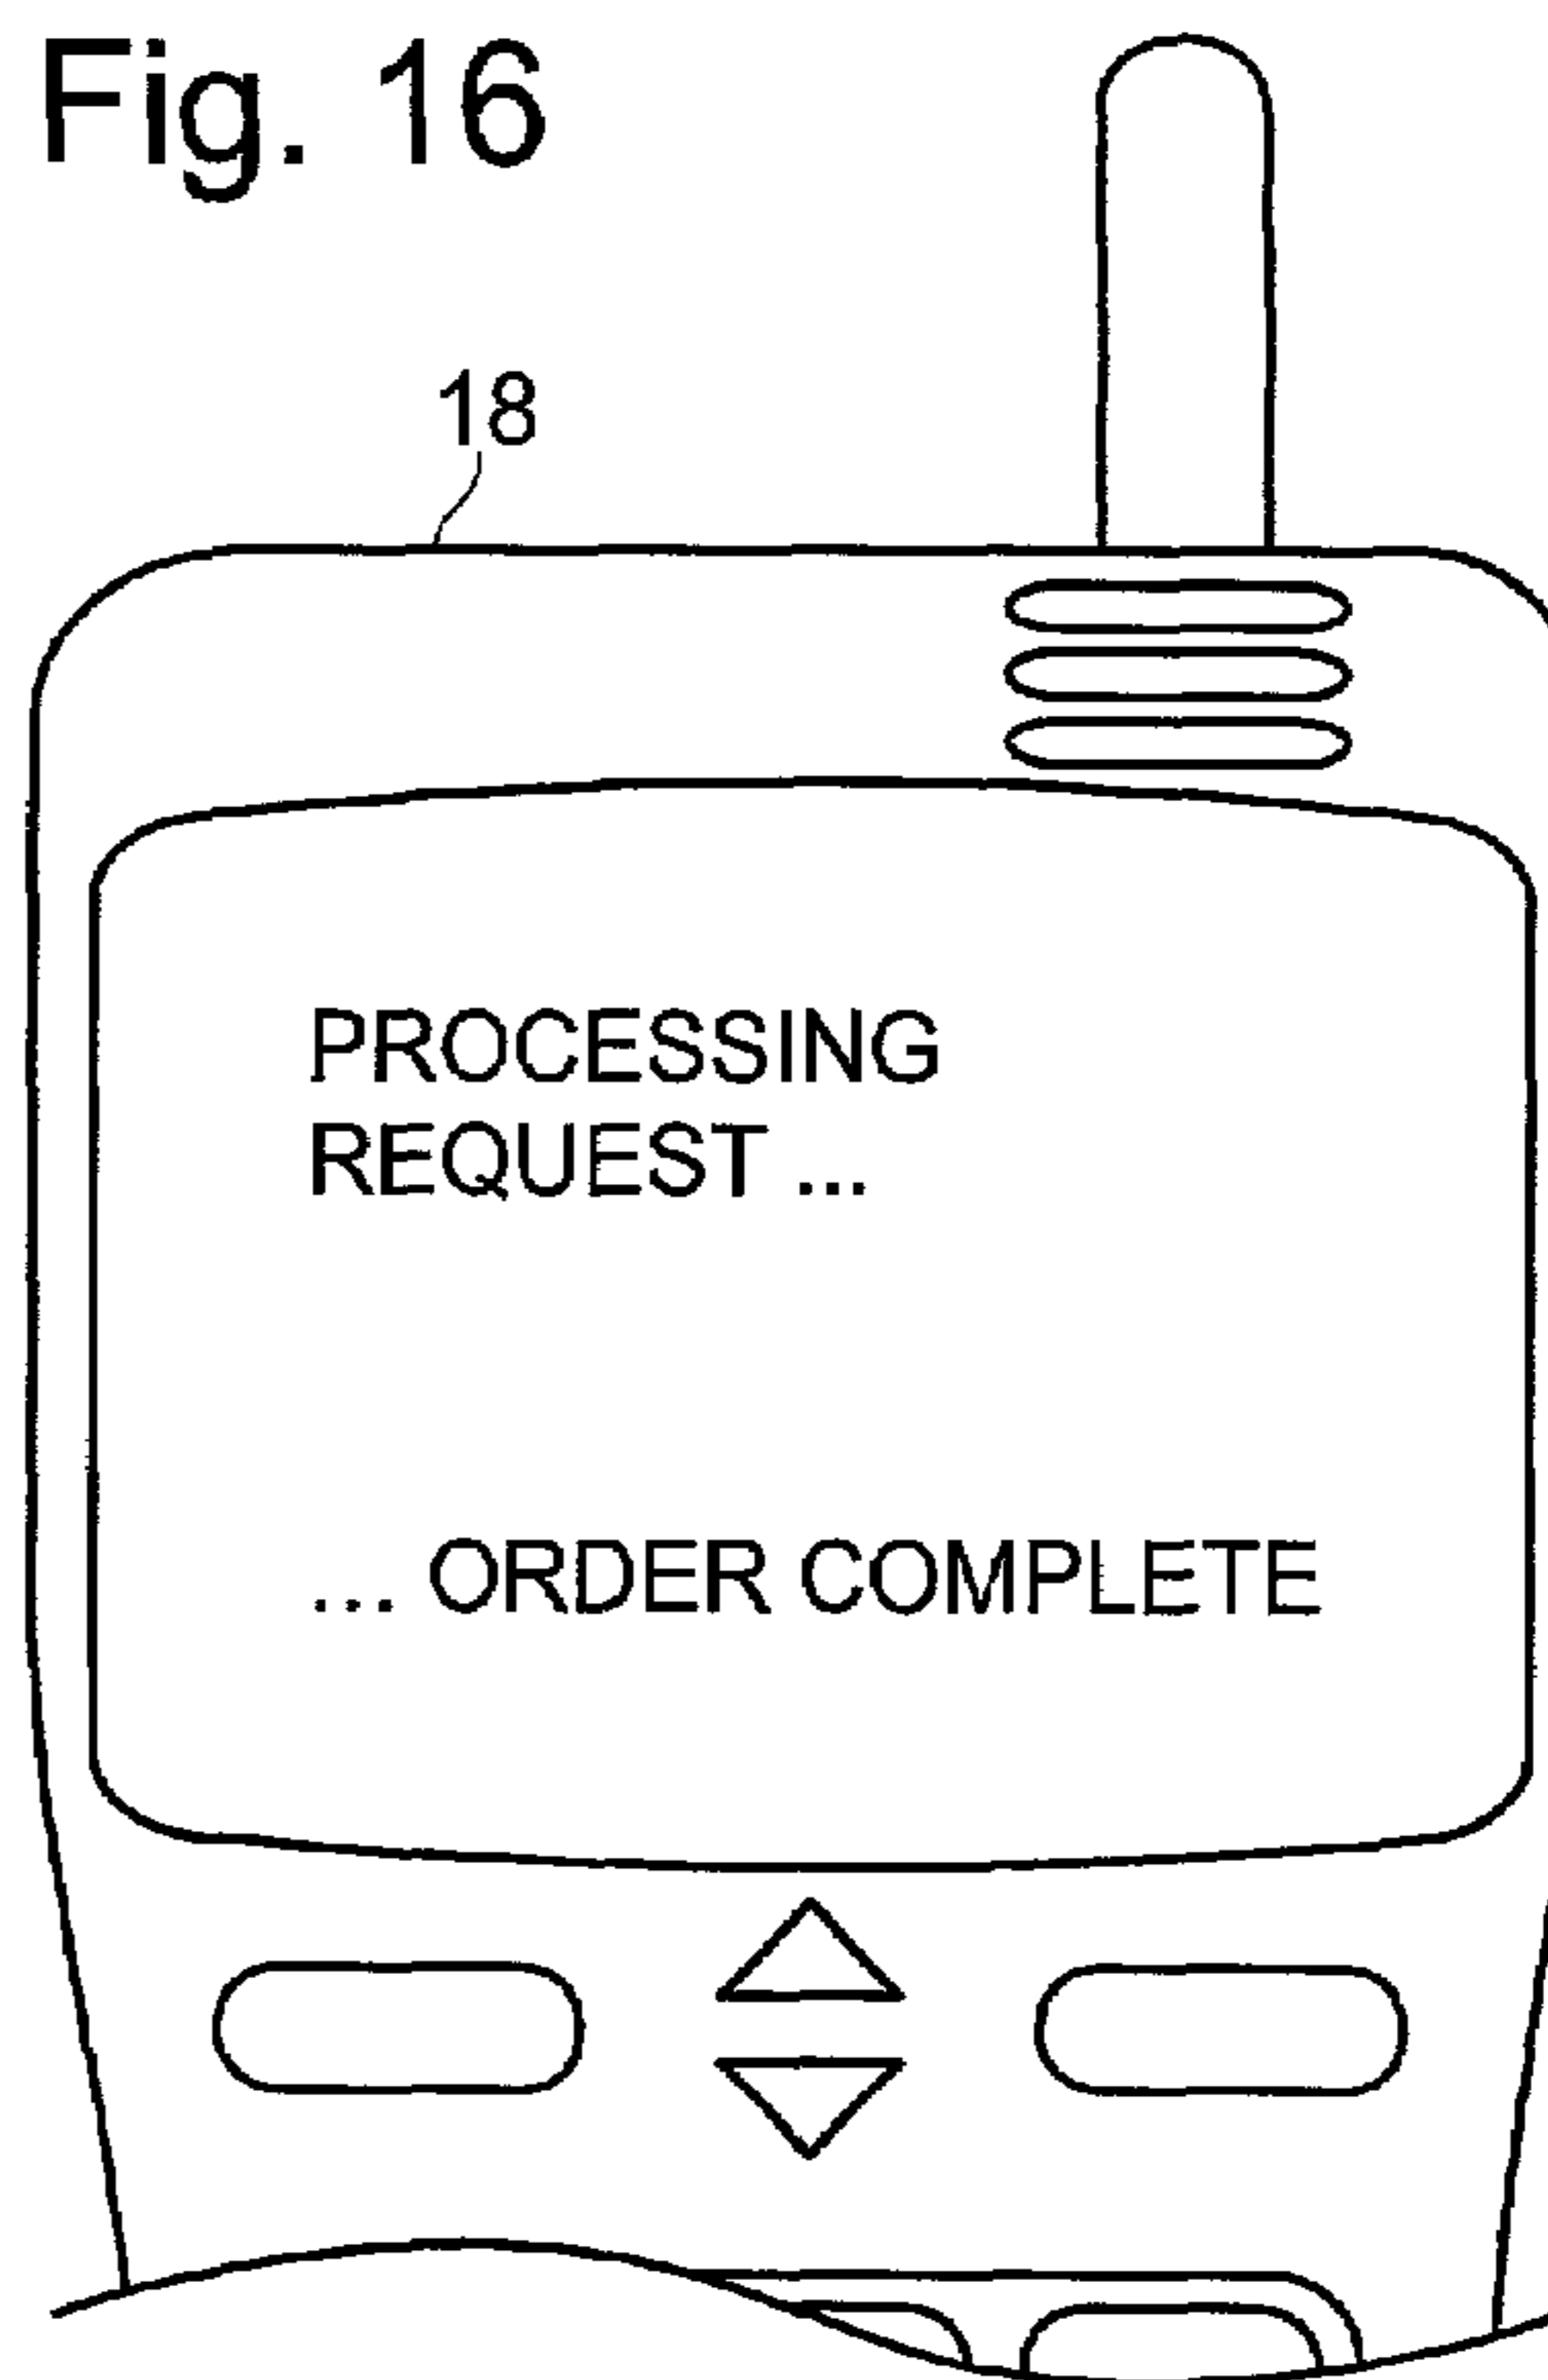 Fig. 16
18
PROCESSING
REQUEST ...
... ORDER COMPLETE